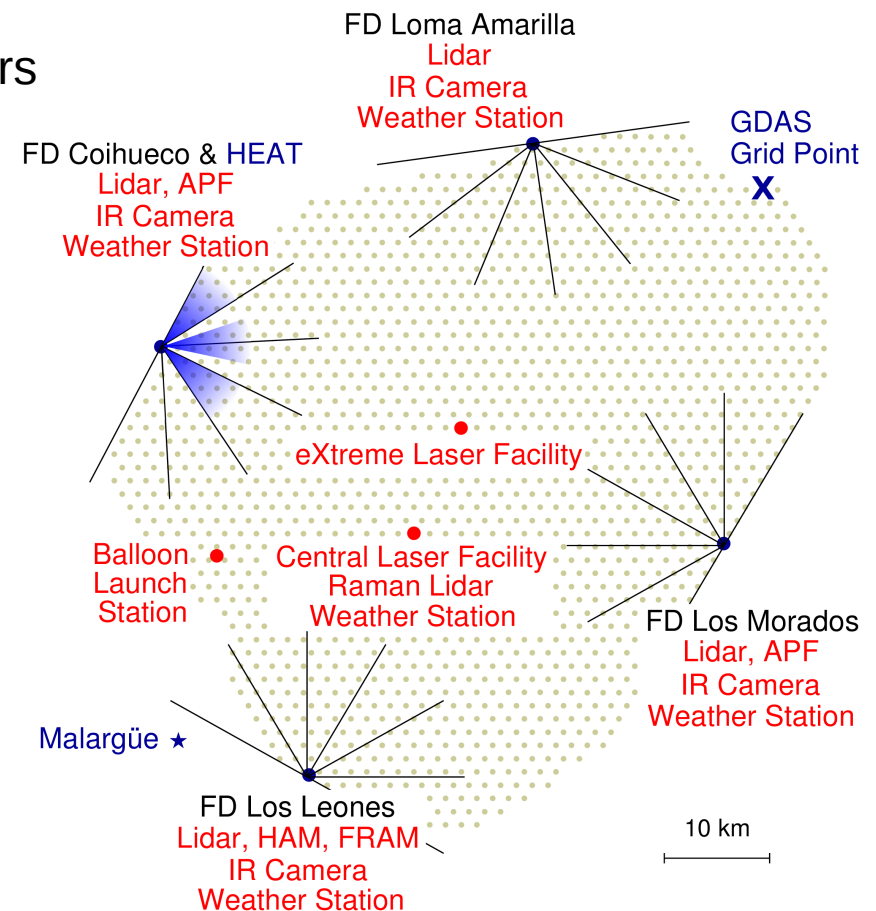 rs
FD Loma Amarilla
Lidar
IR Camera
Weather Station
GDAS
Grid Point
X
FD Coihueco & HEAT
Lidar, APF
IR Camera
Weather Station
eXtreme Laser Facility
Balloon
Launch
Station
Central Laser Facility
Raman Lidar
Weather Station
FD Los Morados
Lidar, APF
IR Camera
Weather Station
Malargüe ★
FD Los Leones
Lidar, HAM, FRAM
IR Camera
Weather Station
10 km